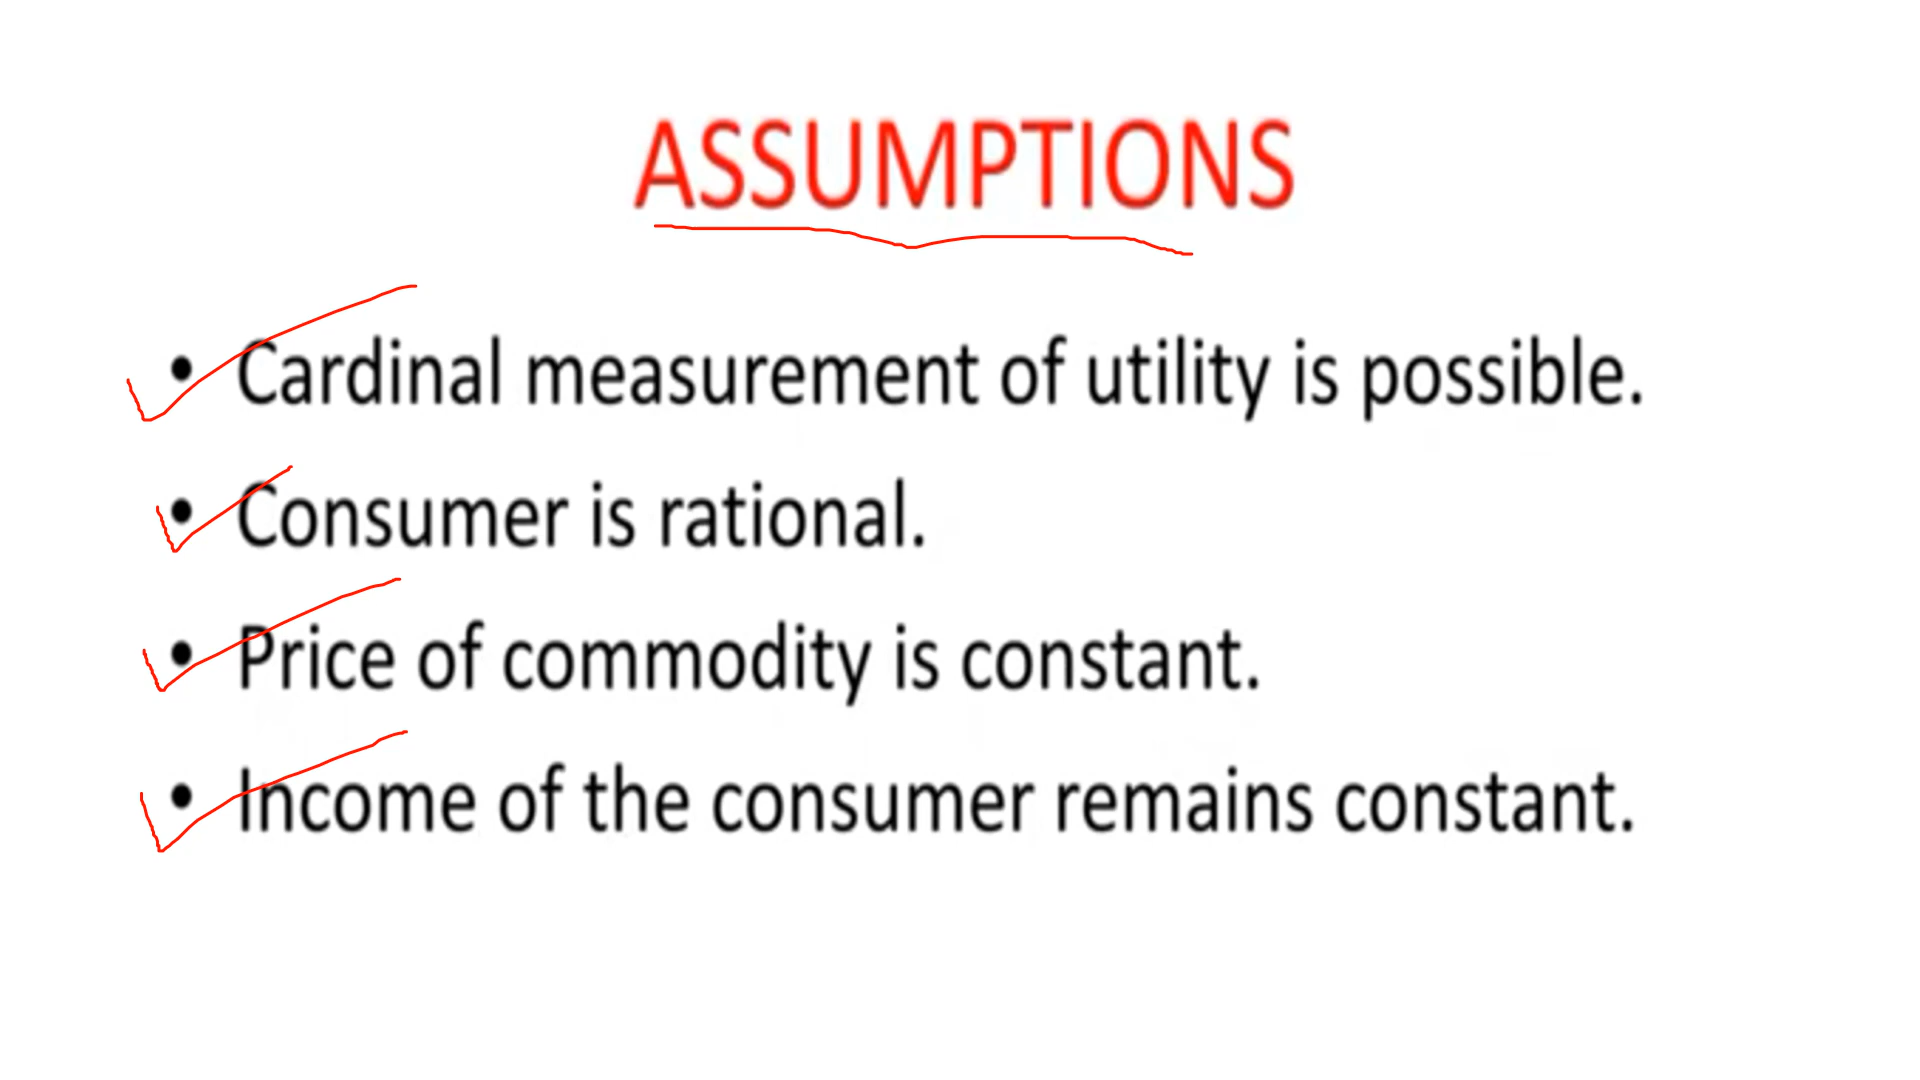 ASSUMPTIONS
• Cardinal measurement of utility is possible.
• Consumer is rational.
• Price of commodity is constant.
• Income of the consumer remains constant.